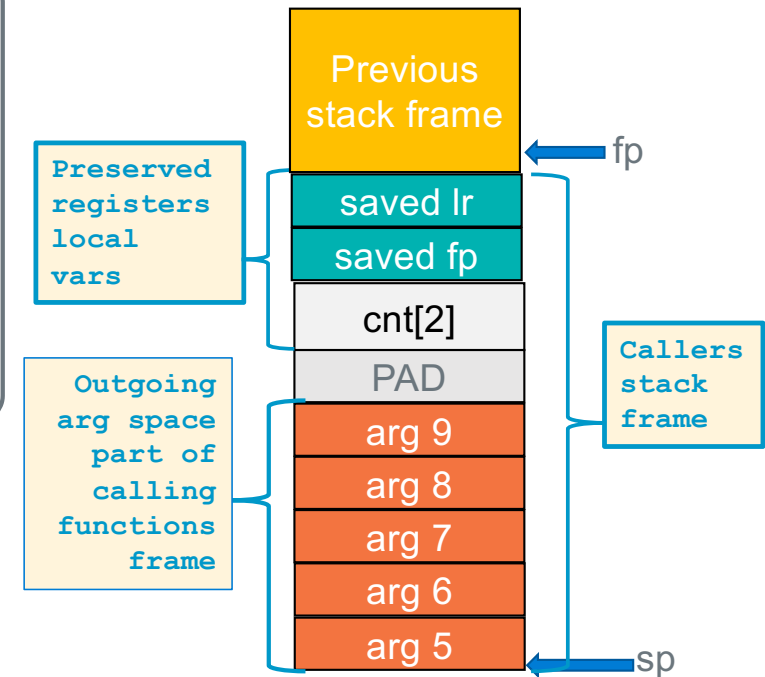 Previous
stack frame
fp
Preserved
registers
local
vars
saved lr
saved fp
cnt[2]
PAD
Callers
stack
frame
Outgoing
arg space
part of
calling
functions
frame
arg 9
arg 8
arg 7
arg 6
arg 5
sp